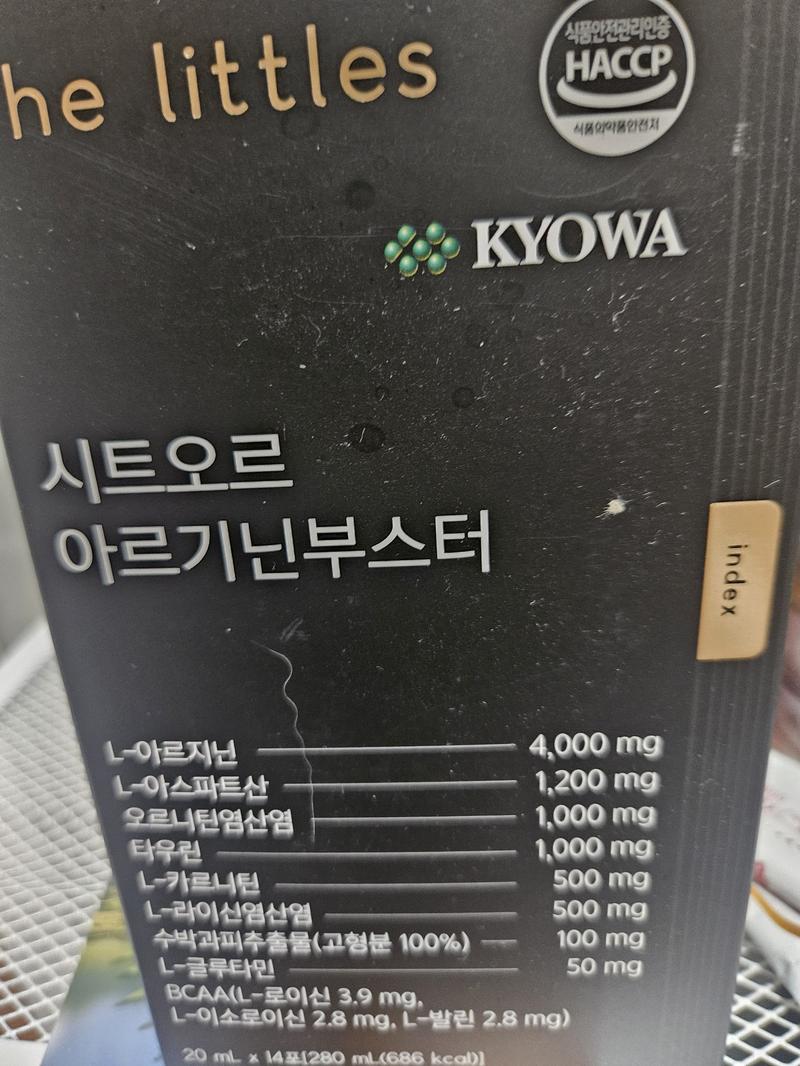 he littles
식품안전관리인증
HACCP
식품의약품안전처
KYOWA
시트오르
아르기닌부스터
index
L-아르지닌 4,000 mg
L-아스파트산 1,200 mg
오르니틴염산염 1,000 mg
타우린 1,000 mg
L-카르니틴 500 mg
L-라이신염산염 500 mg
수박과피추출물(고형분 100%) 100 mg
L-글루타민 50 mg
BCAA(L-로이신 3.9 mg,
L-이소로이신 2.8 mg, L-발린 2.8 mg)
20 mL x 14포[280 mL(686 kcal)]